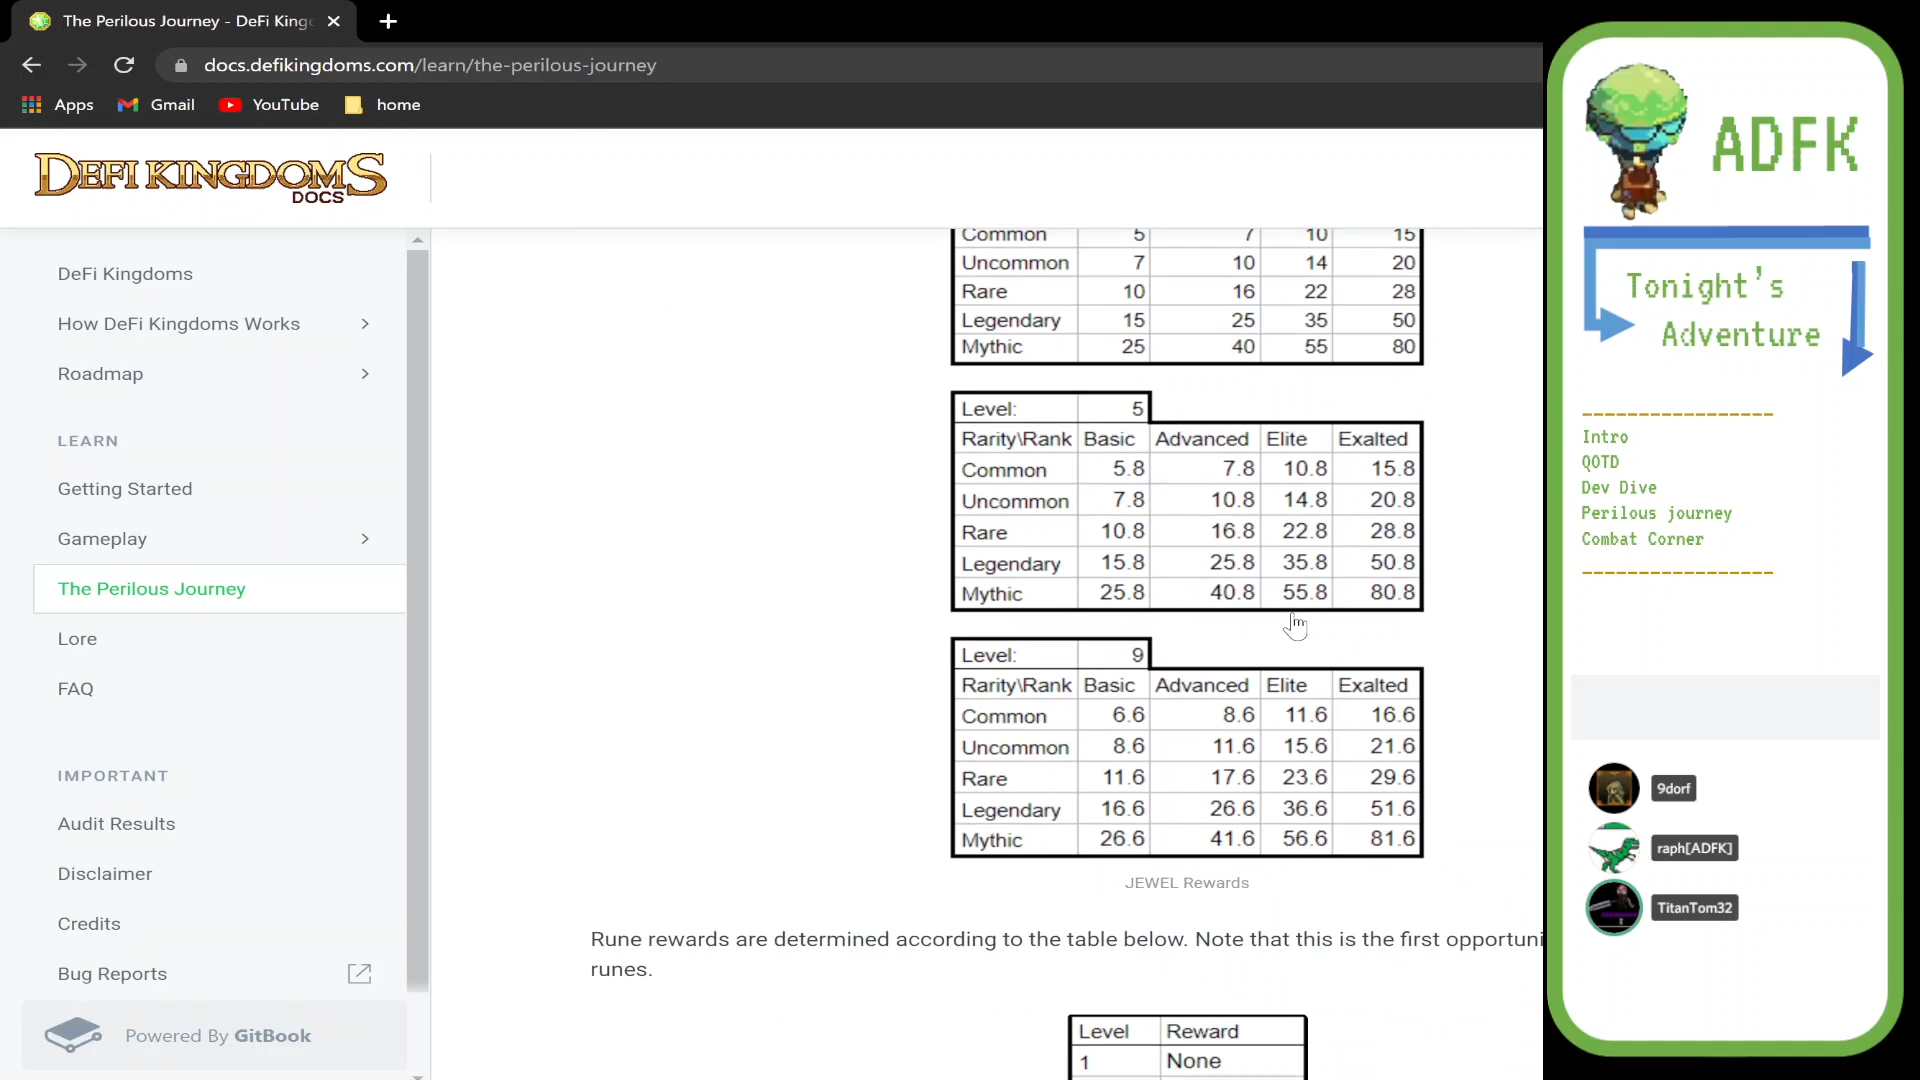 The Perilous Journey - DeFi King
docs.defikingdoms.com/learn/the-perilous-journey
Apps Gmail YouTube home
DEFI KINGDOMS
DOCS
DeFi Kingdoms
How DeFi Kingdoms Works
Roadmap
LEARN
Getting Started
Gameplay
The Perilous Journey
Lore
FAQ
IMPORTANT
Audit Results
Disclaimer
Credits
Bug Reports
Powered By GitBook
Common 5 7 10 15
Uncommon 7 10 14 20
Rare 10 16 22 28
Legendary 15 25 35 50
Mythic 25 40 55 80
Level: 5
Rarity\Rank Basic Advanced Elite Exalted
Common 5.8 7.8 10.8 15.8
Uncommon 7.8 10.8 14.8 20.8
Rare 10.8 16.8 22.8 28.8
Legendary 15.8 25.8 35.8 50.8
Mythic 25.8 40.8 55.8 80.8
Level: 9
Rarity\Rank Basic Advanced Elite Exalted
Common 6.6 8.6 11.6 16.6
Uncommon 8.6 11.6 15.6 21.6
Rare 11.6 17.6 23.6 29.6
Legendary 16.6 26.6 36.6 51.6
Mythic 26.6 41.6 56.6 81.6
JEWEL Rewards
Rune rewards are determined according to the table below. Note that this is the first opportuni
runes.
Level Reward
1 None
ADFK
Tonight's
Adventure
Intro
QOTD
Dev Dive
Perilous journey
Combat Corner
9dorf
raph[ADFK]
TitanTom32